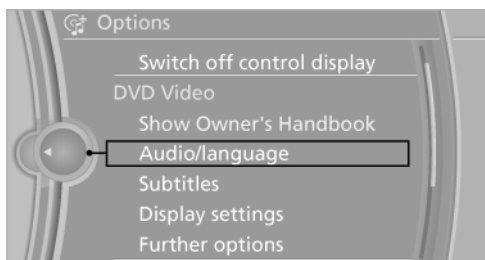 Options
Switch off control display
DVD Video
Show Owner's Handbook
Audio/language
Subtitles
Display settings
Further options